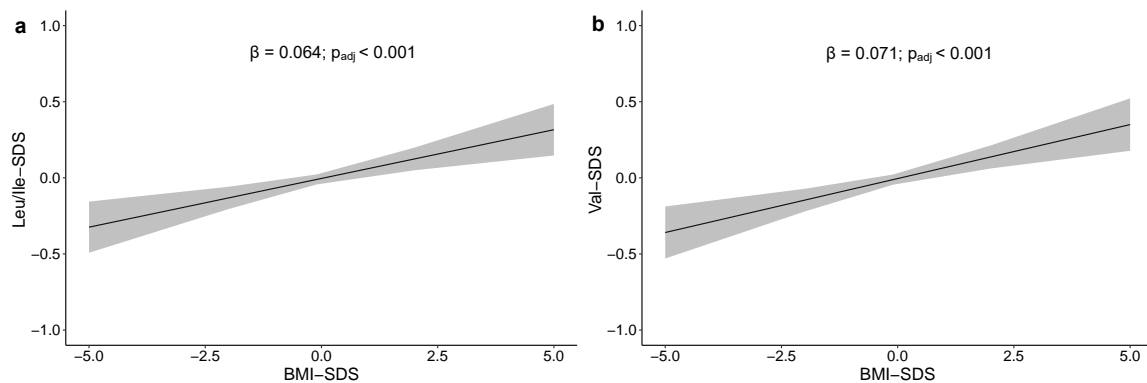 a
β = 0.064; padj < 0.001
Leu/Ile−SDS
1.0
0.5
0.0
−0.5
−1.0
−5.0 −2.5 0.0 2.5 5.0
BMI−SDS
b
β = 0.071; padj < 0.001
Val−SDS
1.0
0.5
0.0
−0.5
−1.0
−5.0 −2.5 0.0 2.5 5.0
BMI−SDS